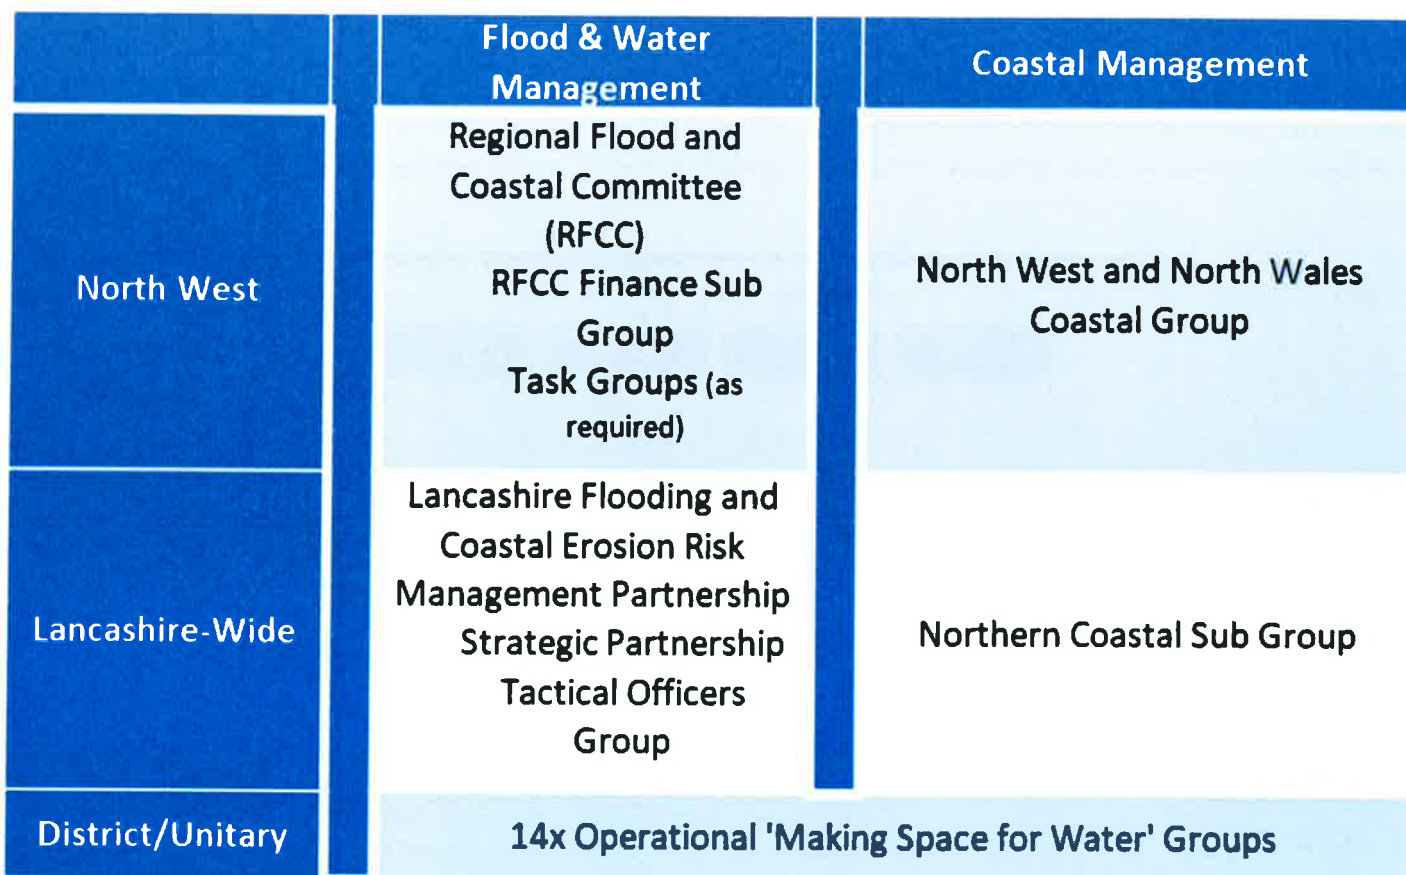 Flood & Water
Management
Coastal Management
North West
Regional Flood and
Coastal Committee
(RFCC)
RFCC Finance Sub
Group
Task Groups (as
required)
North West and North Wales
Coastal Group
Lancashire-Wide
Lancashire Flooding and
Coastal Erosion Risk
Management Partnership
Strategic Partnership
Tactical Officers
Group
Northern Coastal Sub Group
District/Unitary
14x Operational 'Making Space for Water' Groups